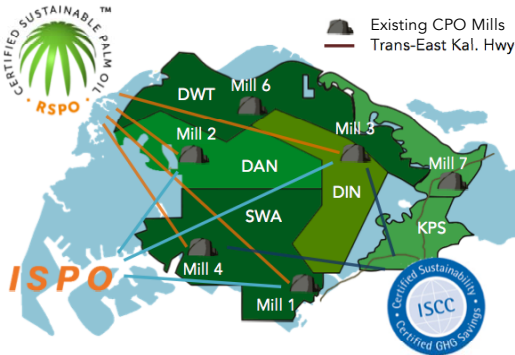 CERTIFIED SUSTAINABLE PALM OIL
TM
RSPO
Existing CPO Mills
Trans-East Kal. Hwy
DWT
Mill 6
Mill 2
Mill 3
DAN
Mill 7
DIN
SWA
KPS
Mill 4
ISPO
Mill 1
Certified Sustainability
ISCC
Certified GHG Savings